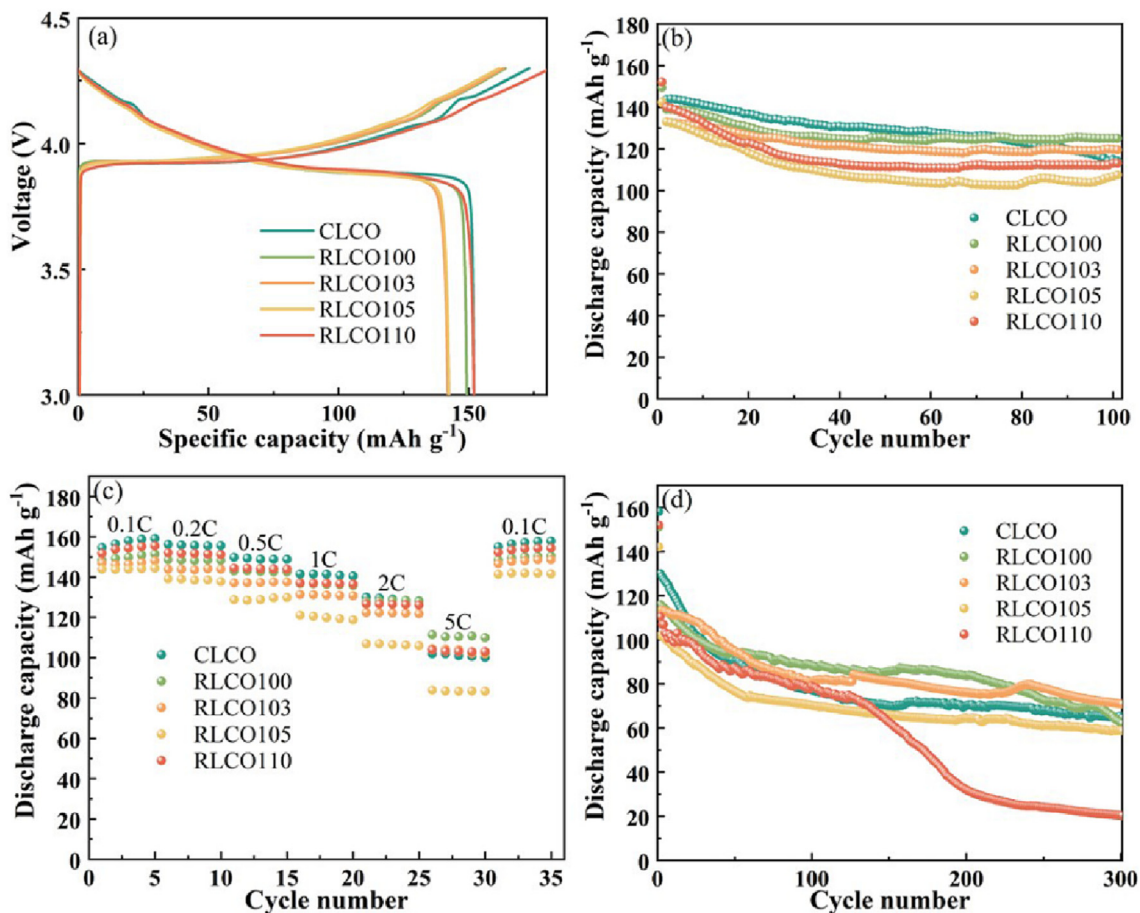 (a)
4.5
4.0
3.5
3.0
Voltage (V)
CLCO
RLCO100
RLCO103
RLCO105
RLCO110
0 50 100 150
Specific capacity (mAh g⁻¹)
(b)
180
160
140
120
100
80
60
40
20
0
Discharge capacity (mAh g⁻¹)
CLCO
RLCO100
RLCO103
RLCO105
RLCO110
0 20 40 60 80 100
Cycle number
(c)
180
160
140
120
100
80
60
40
20
0
Discharge capacity (mAh g⁻¹)
0.1C 0.2C 0.5C 1C 2C 5C 0.1C
CLCO
RLCO100
RLCO103
RLCO105
RLCO110
0 5 10 15 20 25 30 35
Cycle number
(d)
160
140
120
100
80
60
40
20
0
Discharge capacity (mAh g⁻¹)
CLCO
RLCO100
RLCO103
RLCO105
RLCO110
0 100 200 300
Cycle number